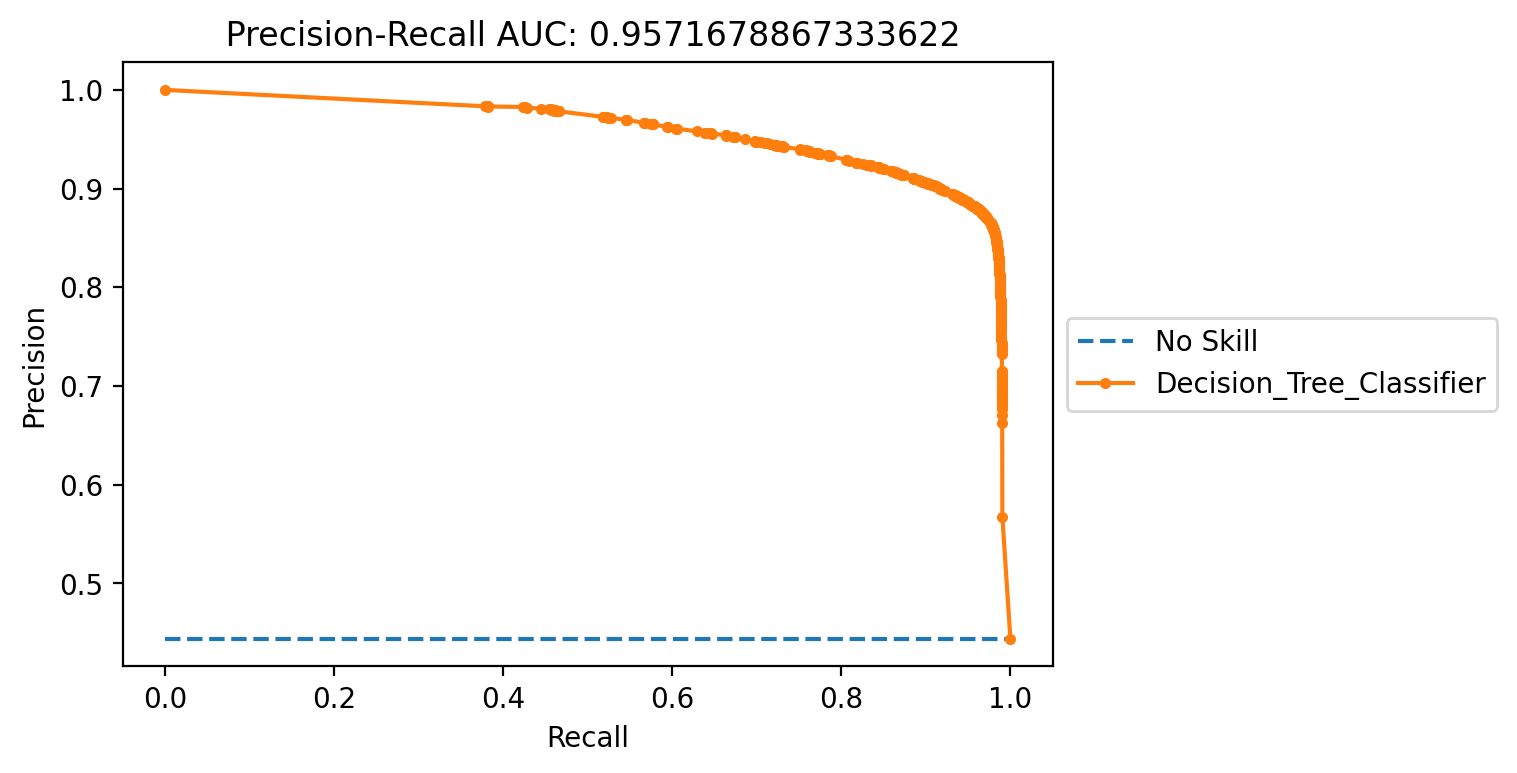 Precision-Recall AUC: 0.9571678867333622
1.0
0.9
0.8
0.7
0.6
0.5
Precision
0.0 0.2 0.4 0.6 0.8 1.0
Recall
No Skill
Decision_Tree_Classifier